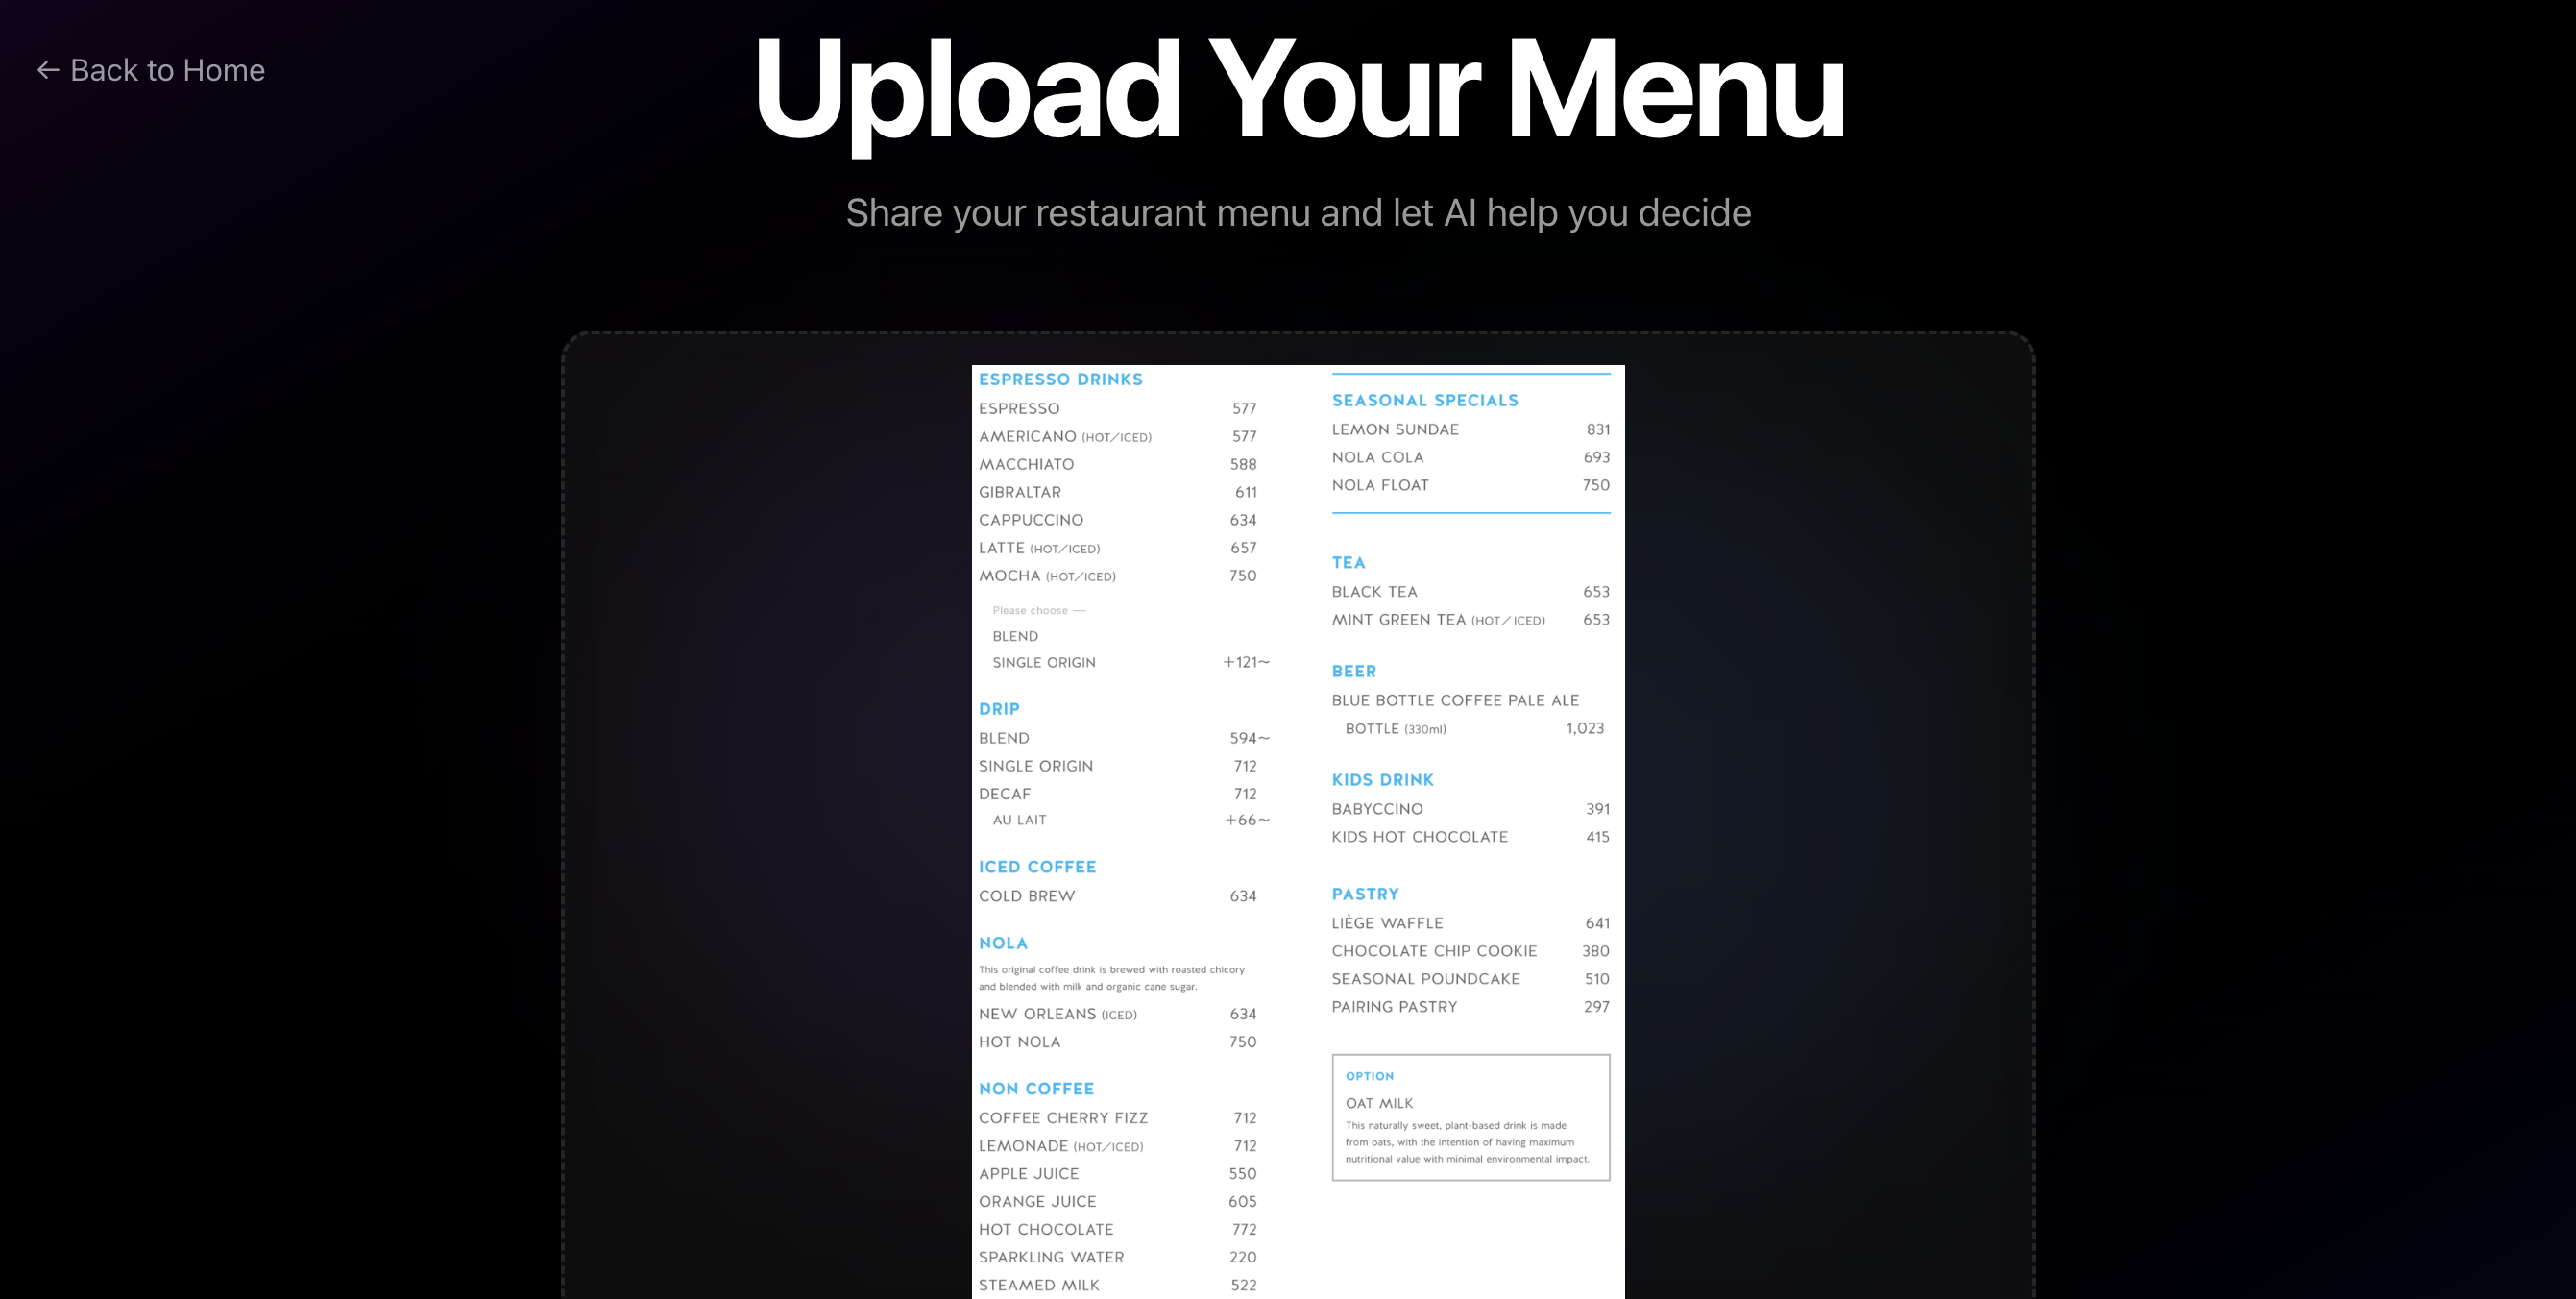 ← Back to Home
Upload Your Menu
Share your restaurant menu and let AI help you decide
ESPRESSO DRINKS
ESPRESSO 577
AMERICANO (HOT/ICED) 577
MACCHIATO 588
GIBRALTAR 611
CAPPUCCINO 634
LATTE (HOT/ICED) 657
MOCHA (HOT/ICED) 750
Please choose —
BLEND
SINGLE ORIGIN +121~
DRIP
BLEND 594~
SINGLE ORIGIN 712
DECAF 712
AU LAIT +66~
ICED COFFEE
COLD BREW 634
NOLA
This original coffee drink is brewed with roasted chicory
and blended with milk and organic cane sugar.
NEW ORLEANS (ICED) 634
HOT NOLA 750
NON COFFEE
COFFEE CHERRY FIZZ 712
LEMONADE (HOT/ICED) 712
APPLE JUICE 550
ORANGE JUICE 605
HOT CHOCOLATE 772
SPARKLING WATER 220
STEAMED MILK 522
SEASONAL SPECIALS
LEMON SUNDAE 831
NOLA COLA 693
NOLA FLOAT 750
TEA
BLACK TEA 653
MINT GREEN TEA (HOT/ICED) 653
BEER
BLUE BOTTLE COFFEE PALE ALE
BOTTLE (330ml) 1,023
KIDS DRINK
BABYCCINO 391
KIDS HOT CHOCOLATE 415
PASTRY
LIÈGE WAFFLE 641
CHOCOLATE CHIP COOKIE 380
SEASONAL POUNDCAKE 510
PAIRING PASTRY 297
OPTION
OAT MILK
This naturally sweet, plant-based drink is made
from oats, with the intention of having maximum
nutritional value with minimal environmental impact.